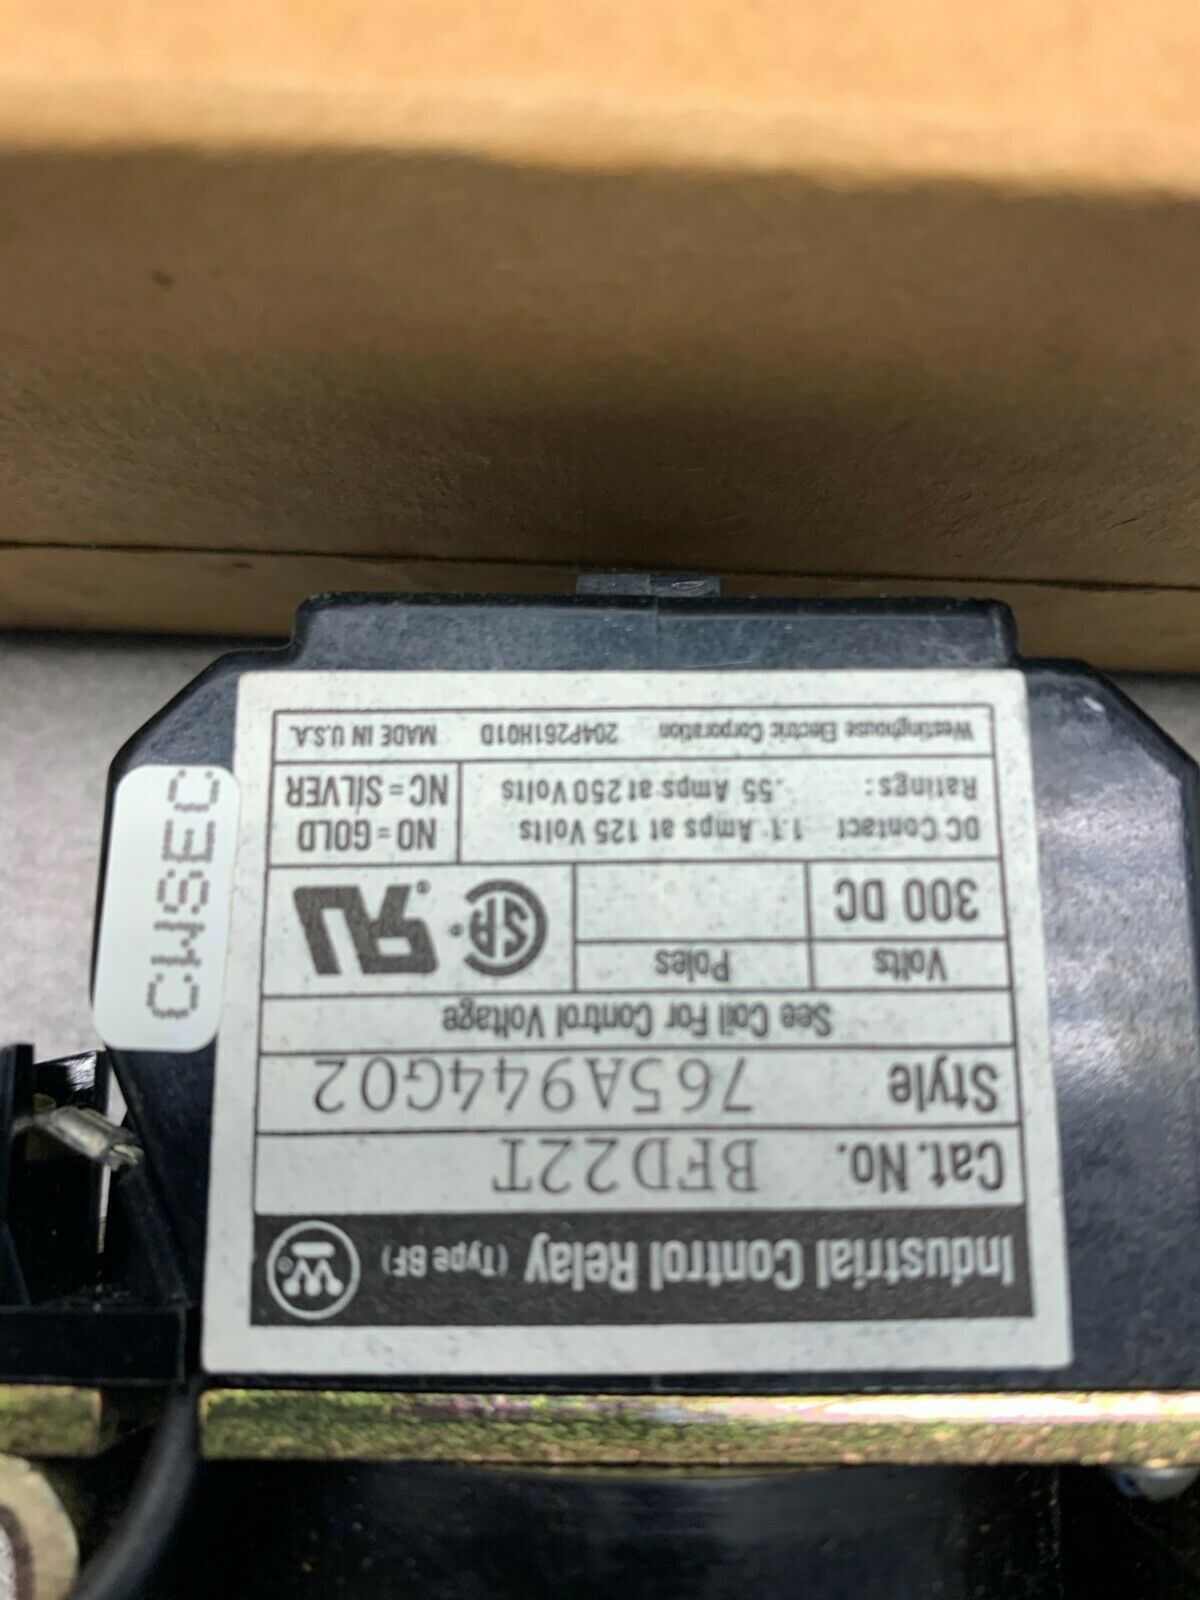 Industrial Control Relay (Type BF) W
Cat. No. BFD22T
Style 765A944G02
See Coil For Control Voltage
Volts Poles
300 DC
SA UR
DC Contact 1.1 Amps at 125 Volts NO = GOLD
Ratings: .55 Amps at 250 Volts NC = SILVER
Westinghouse Electric Corporation 204P261H01D MADE IN U.S.A.
CWSEC